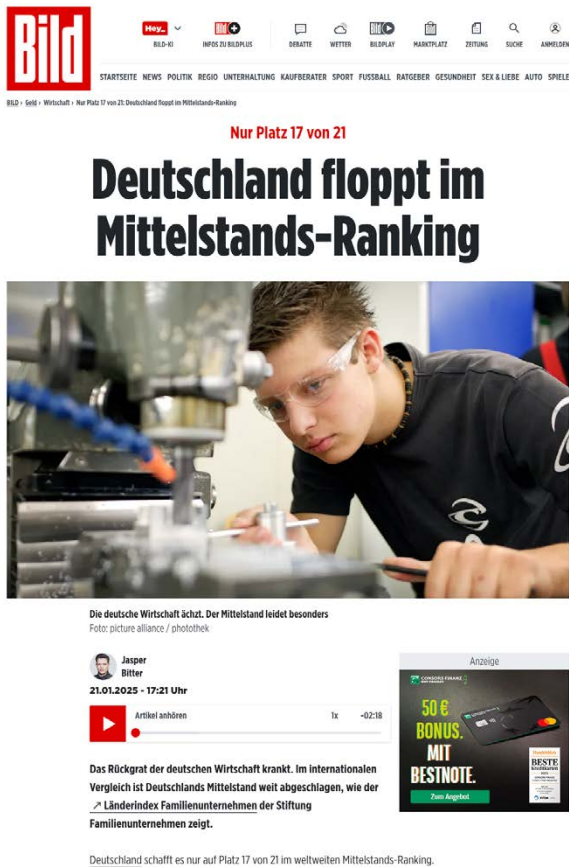 Bild
Hey_
BILD-KI
INFOS ZU BILDPLUS
DEBATTE
WETTER
BILDPLAY
MARKTPLATZ
ZEITUNG
SUCHE
ANMELDEN
STARTSEITE NEWS POLITIK REGIO UNTERHALTUNG KAUFBERATER SPORT FUSSBALL RATGEBER GESUNDHEIT SEX & LIEBE AUTO SPIELE
BILD › Geld › Wirtschaft › Nur Platz 17 von 21: Deutschland floppt im Mittelstands-Ranking
Nur Platz 17 von 21
Deutschland floppt im
Mittelstands-Ranking
Die deutsche Wirtschaft ächzt. Der Mittelstand leidet besonders
Foto: picture alliance / photothek
Jasper
Bitter
21.01.2025 - 17:21 Uhr
Artikel anhören 1x -02:18
Das Rückgrat der deutschen Wirtschaft krankt. Im internationalen
Vergleich ist Deutschlands Mittelstand weit abgeschlagen, wie der
↗ Länderindex Familienunternehmen der Stiftung
Familienunternehmen zeigt.
Deutschland schafft es nur auf Platz 17 von 21 im weltweiten Mittelstands-Ranking.
Anzeige
CONSORS FINANZ
50 €
BONUS.
MIT
BESTNOTE.
Zum Angebot
BESTE